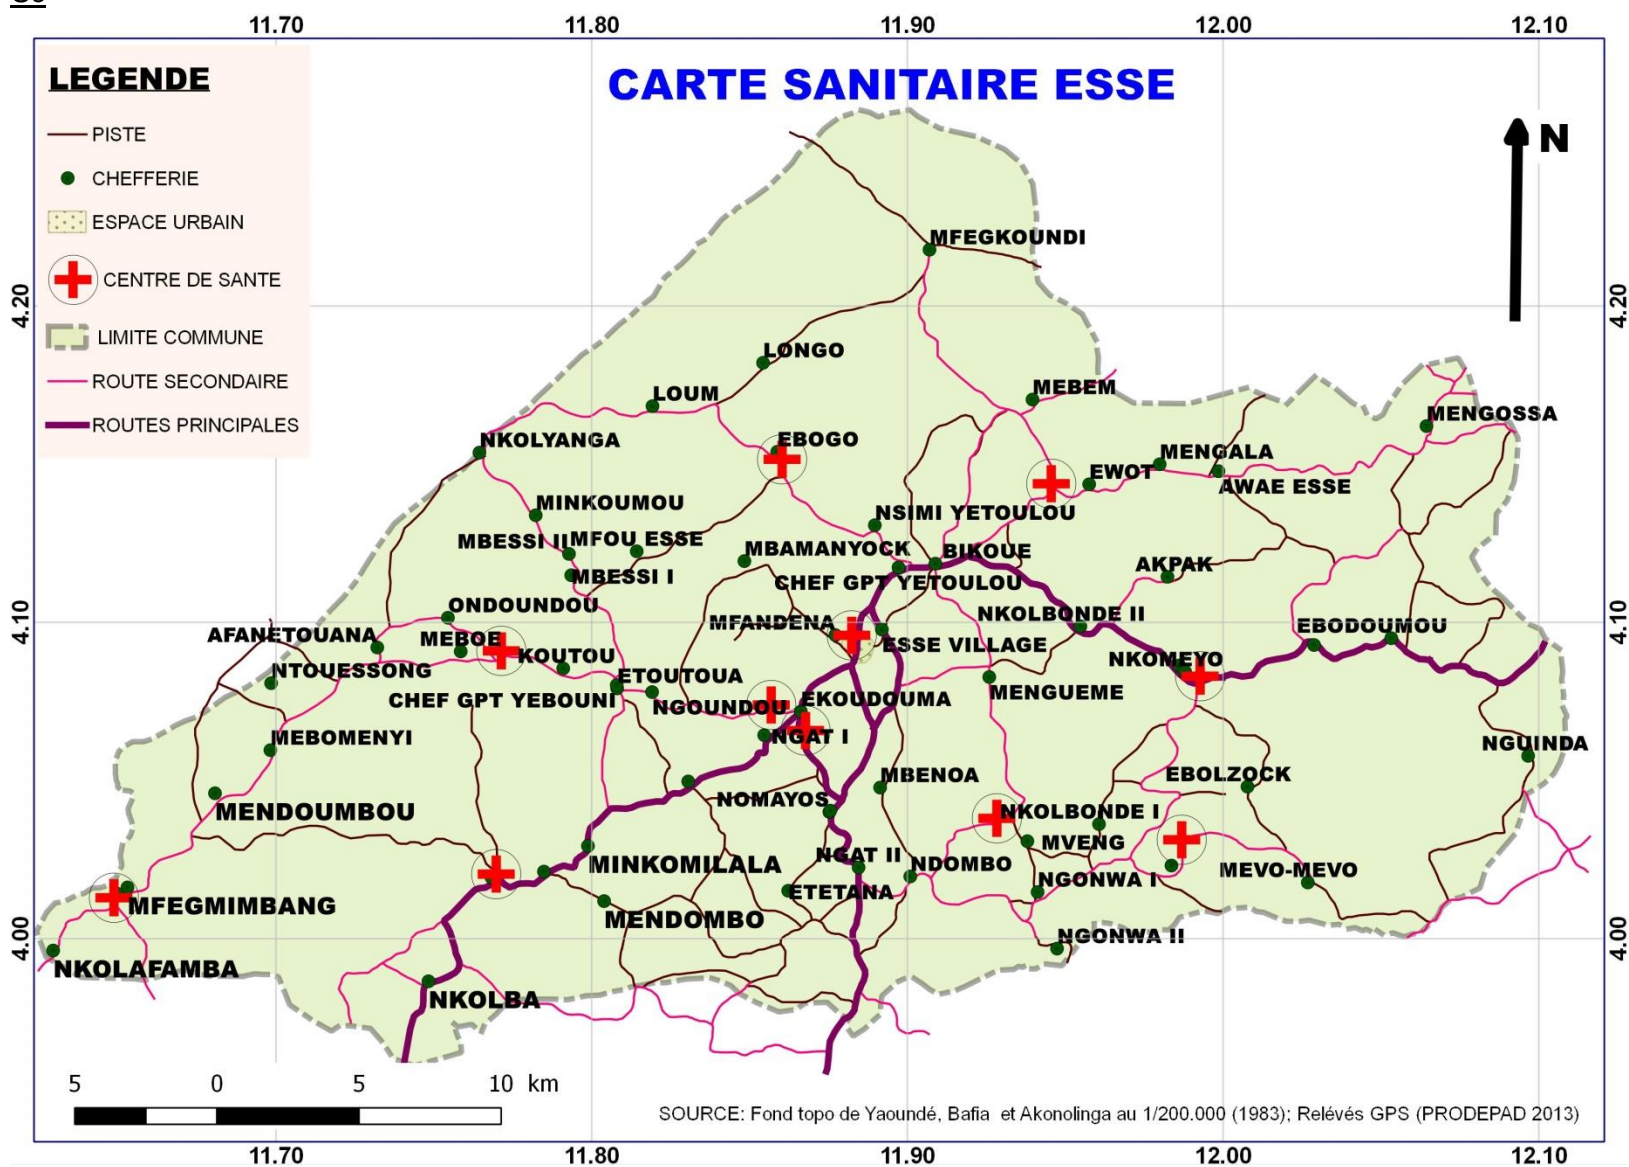 11.70 11.80 11.90 12.00 12.10
LEGENDE
PISTE
CHEFFERIE
ESPACE URBAIN
CENTRE DE SANTE
LIMITE COMMUNE
ROUTE SECONDAIRE
ROUTES PRINCIPALES
CARTE SANITAIRE ESSE
N
4.20 4.20
MFEGKOUNDI
LONGO
LOUM
MEBEM
MENGOSSA
NKOLYANGA
EBOGO
MENGALA
EWOT
AWAE ESSE
MINKOUMOU
NSIMI YETOULOU
MBESSI II
MFOU ESSE
MBAMANYOCK
BIKOUE
MBESSI I
CHEF GPT YETOULOU
AKPAK
ONDOUNDOU
NKOLBONDE II
4.10 4.10
MFANDENA
EBODOUMOU
AFANETOUANA
MEBOE
KOUTOU
ESSE VILLAGE
NKOMEYO
NTOUESSONG
ETOUTOUA
MENGUEME
CHEF GPT YEBOUNI
NGOUNDOU
EKOUDOUMA
MEBOMENYI
NGAT I
NGUINDA
MBENOA
EBOLZOCK
MENDOUMBOU
NOMAYOS
NKOLBONDE I
MVENG
MINKOMILALA
NGAT II
NDOMBO
MEVO-MEVO
NGONWA I
ETETANA
MFEGMIMBANG
MENDOMBO
4.00 4.00
NGONWA II
NKOLAFAMBA
NKOLBA
5 0 5 10 km
SOURCE: Fond topo de Yaoundé, Bafia et Akonolinga au 1/200.000 (1983); Relévés GPS (PRODEPAD 2013)
11.70 11.80 11.90 12.00 12.10